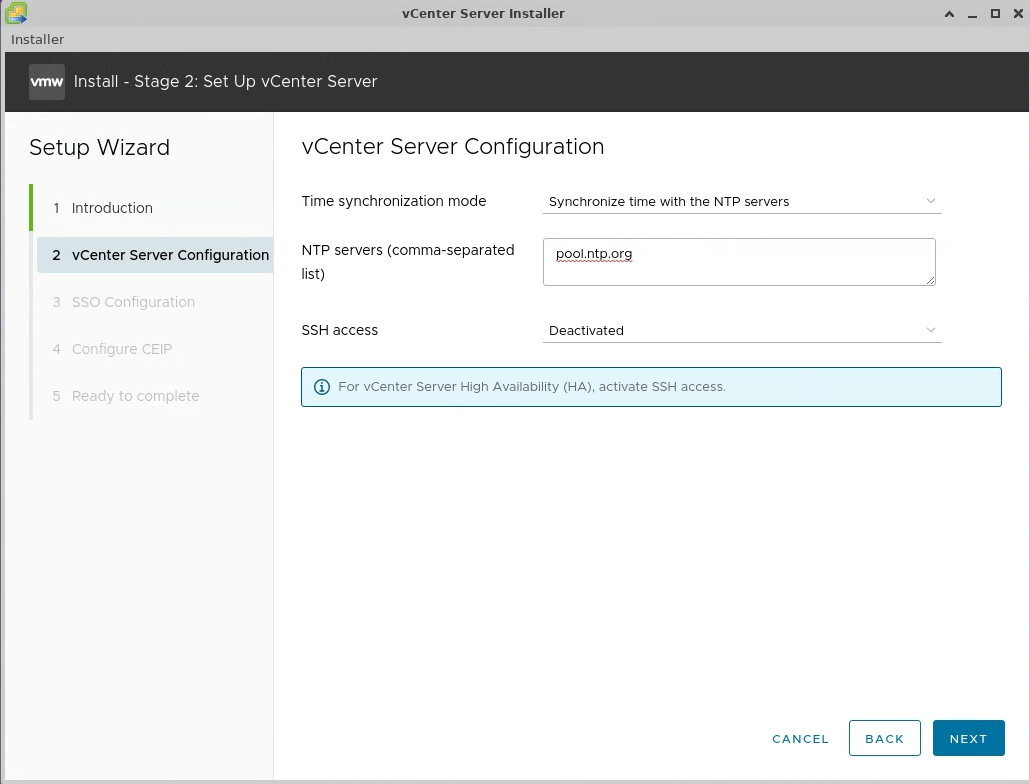 vCenter Server Installer
Installer
vmw Install - Stage 2: Set Up vCenter Server
Setup Wizard
1 Introduction
2 vCenter Server Configuration
3 SSO Configuration
4 Configure CEIP
5 Ready to complete
vCenter Server Configuration
Time synchronization mode
Synchronize time with the NTP servers
NTP servers (comma-separated
list)
pool.ntp.org
SSH access
Deactivated
For vCenter Server High Availability (HA), activate SSH access.
CANCEL
BACK
NEXT